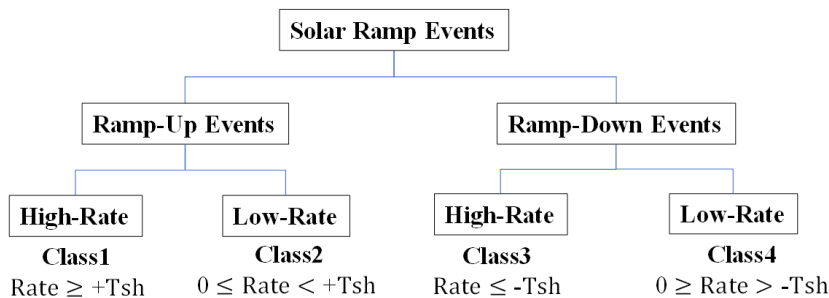 Solar Ramp Events
Ramp-Up Events
Ramp-Down Events
High-Rate
Low-Rate
High-Rate
Low-Rate
Class1
Class2
Class3
Class4
Rate ≥ +Tsh
0 ≤ Rate < +Tsh
Rate ≤ -Tsh
0 ≥ Rate > -Tsh